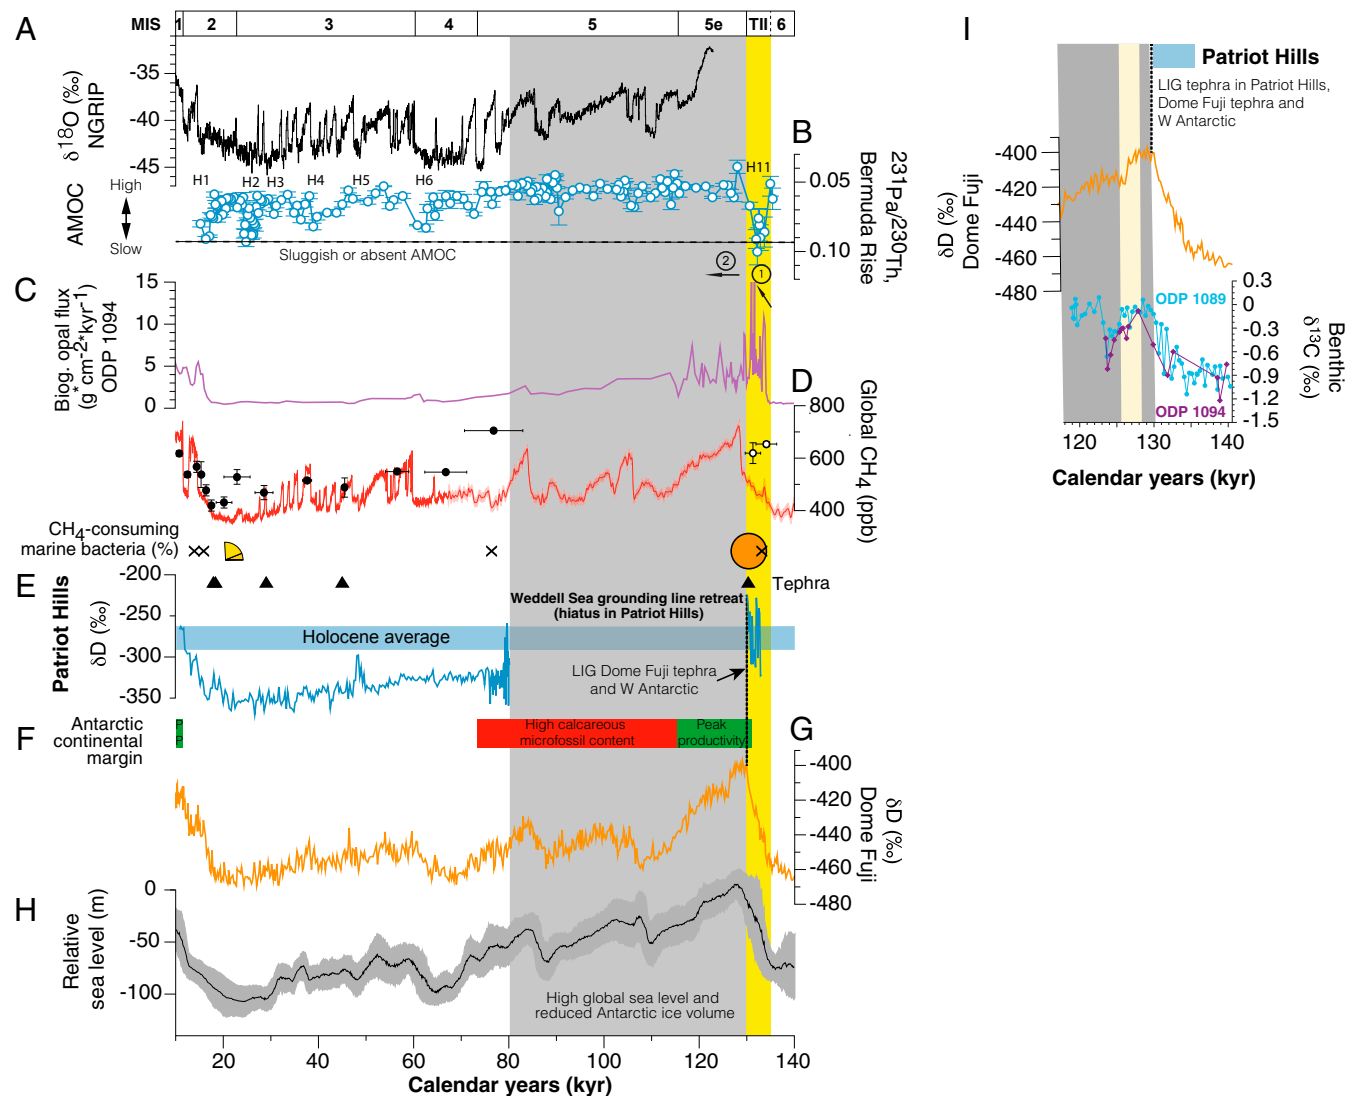 A
MIS
1
2
3
4
5
5e
TII
6
-35
-40
-45
δ18O (‰)
NGRIP
B
0.05
0.10
231Pa/230Th,
Bermuda Rise
H1
H2
H3
H4
H5
H6
H11
AMOC
High
Slow
Sluggish or absent AMOC
2
1
C
15
10
5
0
Biog. opal flux
(g*cm-2*kyr-1)
ODP 1094
D
800
600
400
Global CH4 (ppb)
CH4-consuming
marine bacteria (%)
E
-200
-250
-300
-350
Patriot Hills
δD (‰)
Tephra
Weddell Sea grounding line retreat
(hiatus in Patriot Hills)
Holocene average
LIG Dome Fuji tephra
and W Antarctic
F
Antarctic
continental
margin
P
P
High calcareous
microfossil content
Peak
productivity
G
-400
-420
-440
-460
-480
δD (‰)
Dome Fuji
H
0
-50
-100
Relative
sea level (m)
High global sea level and
reduced Antarctic ice volume
20
40
60
80
100
120
140
Calendar years (kyr)
I
Patriot Hills
LIG tephra in Patriot Hills,
Dome Fuji tephra and
W Antarctic
-400
-420
-440
-460
-480
δD (‰)
Dome Fuji
ODP 1089
ODP 1094
0.3
0
-0.3
-0.6
-0.9
-1.2
-1.5
Benthic
δ13C (‰)
120
130
140
Calendar years (kyr)